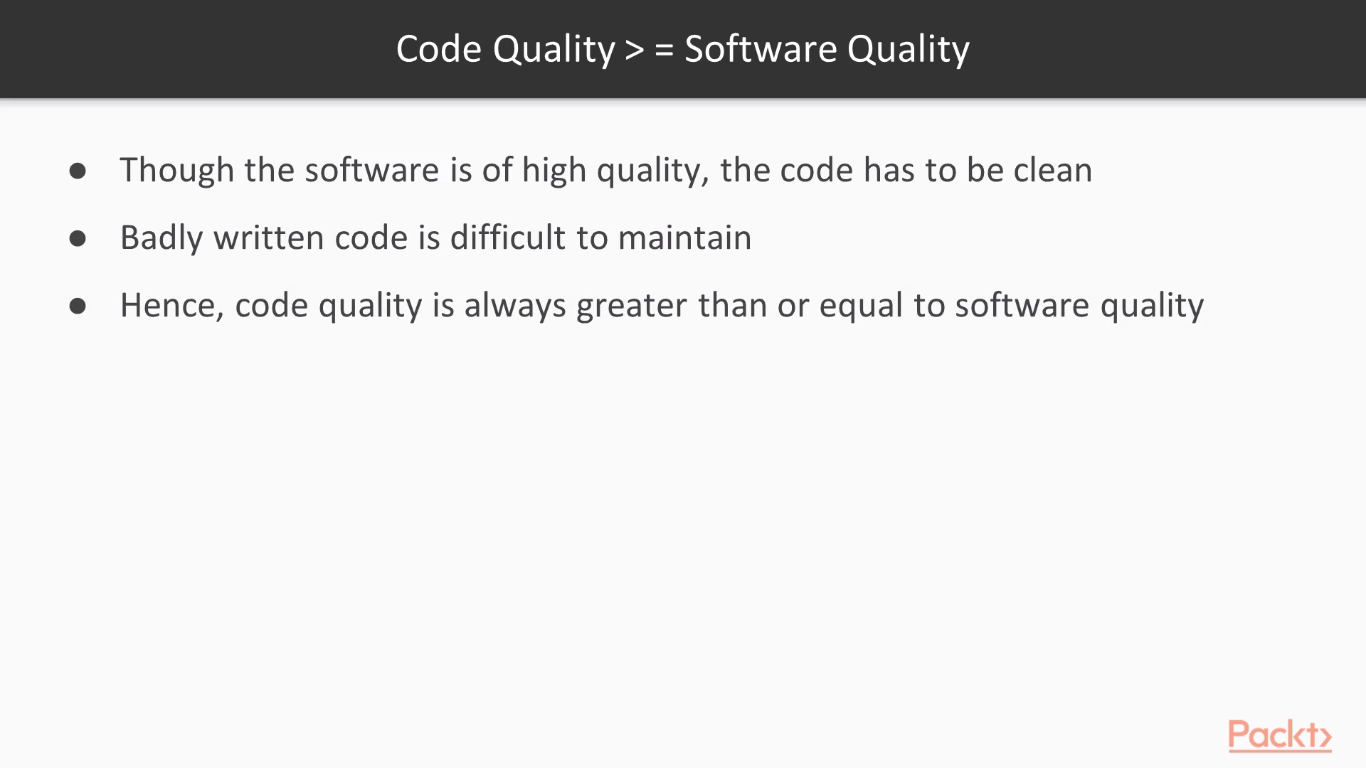 Code Quality > = Software Quality
● Though the software is of high quality, the code has to be clean
● Badly written code is difficult to maintain
● Hence, code quality is always greater than or equal to software quality
Packt>